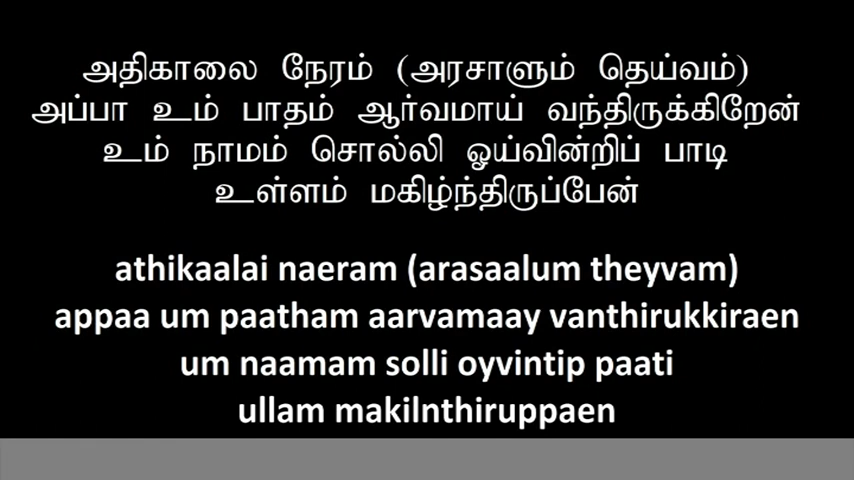 அதிகாலை நேரம் (அரசாளும் தெய்வம்)
அப்பா உம் பாதம் ஆர்வமாய் வந்திருக்கிறேன்
உம் நாமம் சொல்லி ஓய்வின்றிப் பாடி
உள்ளம் மகிழ்ந்திருப்பேன்
athikaalai naeram (arasaalum theyvam)
appaa um paatham aarvamaay vanthirukkiraen
um naamam solli oyvintip paati
ullam makilnthiruppaen